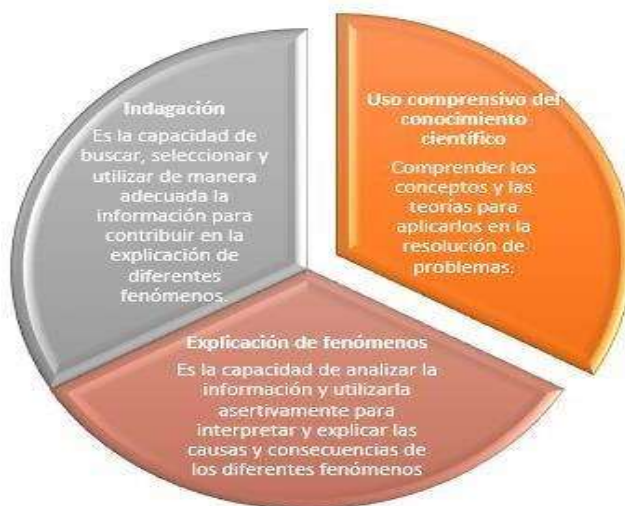 Indagación
Es la capacidad de
buscar, seleccionar y
utilizar de manera
adecuada la
información para
contribuir en la
explicación de
diferentes
fenómenos.
Uso comprensivo del
conocimiento
científico
Comprender los
conceptos y las
teorías para
aplicarlos en la
resolución de
problemas.
Explicación de fenómenos
Es la capacidad de analizar la
información y utilizarla
asertivamente para
interpretar y explicar las
causas y consecuencias de
los diferentes fenómenos